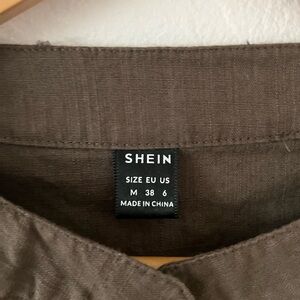 SHEIN
SIZE EU US
M 38 6
MADE IN CHINA